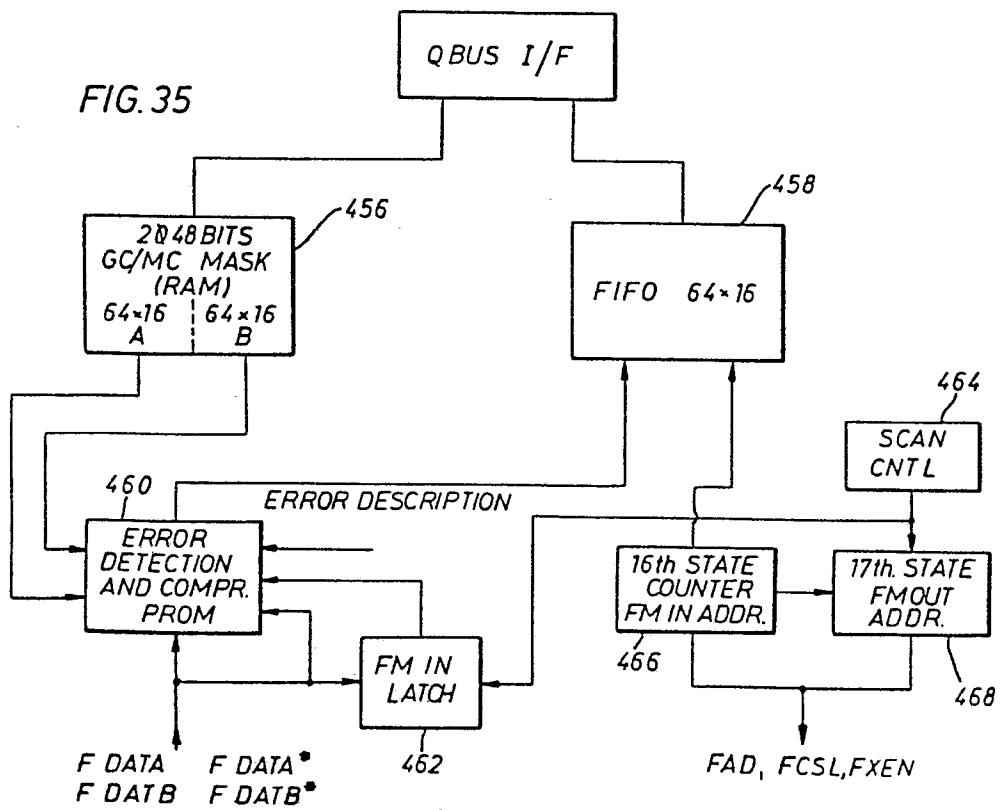 QBUS I/F
FIG. 35
456
458
2048 BITS
GC/MC MASK
(RAM)
64×16 64×16
A B
FIFO 64×16
464
SCAN
CNTL
460
ERROR DESCRIPTION
ERROR
DETECTION
AND COMPR.
PROM
16th STATE
COUNTER
FM IN ADDR.
17th. STATE
FMOUT
ADDR.
466
468
FM IN
LATCH
462
F DATA F DATA*
F DATB F DATB*
FAD, FCSL, FXEN